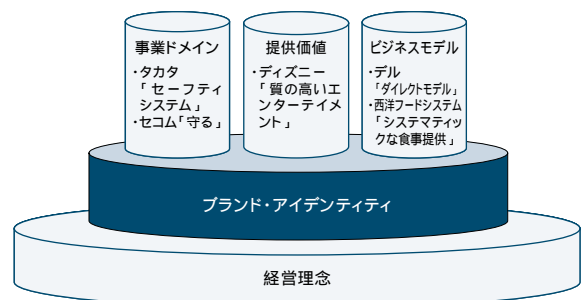 事業ドメイン
・タカタ
「セーフティ
システム」
・セコム「守る」
提供価値
・ディズニー
「質の高いエ
ンターテイメ
ント」
ビジネスモデル
・デル
「ダイレクトモデル」
・西洋フードシステム
「システマティッ
クな食事提供」
ブランド・アイデンティティ
経営理念